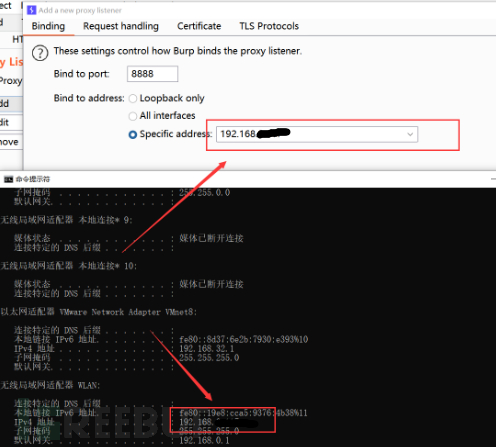 Add a new proxy listener
Binding Request handling Certificate TLS Protocols
These settings control how Burp binds the proxy listener.
Bind to port: 8888
Bind to address: Loopback only
All interfaces
Specific address: 192.168.
命令提示符
子网掩码 . . . . . . . . . . . . : 255.255.0.0
默认网关. . . . . . . . . . . . . :
无线局域网适配器 本地连接* 9:
媒体状态 . . . . . . . . . . . . : 媒体已断开连接
连接特定的 DNS 后缀 . . . . . . . :
无线局域网适配器 本地连接* 10:
媒体状态 . . . . . . . . . . . . : 媒体已断开连接
连接特定的 DNS 后缀 . . . . . . . :
以太网适配器 VMware Network Adapter VMnet8:
连接特定的 DNS 后缀 . . . . . . . :
本地链接 IPv6 地址. . . . . . . . : fe80::8d37:6e2b:7930:e393%10
IPv4 地址 . . . . . . . . . . . . : 192.168.32.1
子网掩码 . . . . . . . . . . . . : 255.255.255.0
默认网关. . . . . . . . . . . . . :
无线局域网适配器 WLAN:
连接特定的 DNS 后缀 . . . . . . . :
本地链接 IPv6 地址. . . . . . . . : fe80::19e8:cca5:9376:4b38%11
IPv4 地址 . . . . . . . . . . . . : 192.168.
子网掩码 . . . . . . . . . . . . : 255.255.255.0
默认网关. . . . . . . . . . . . . : 192.168.0.1